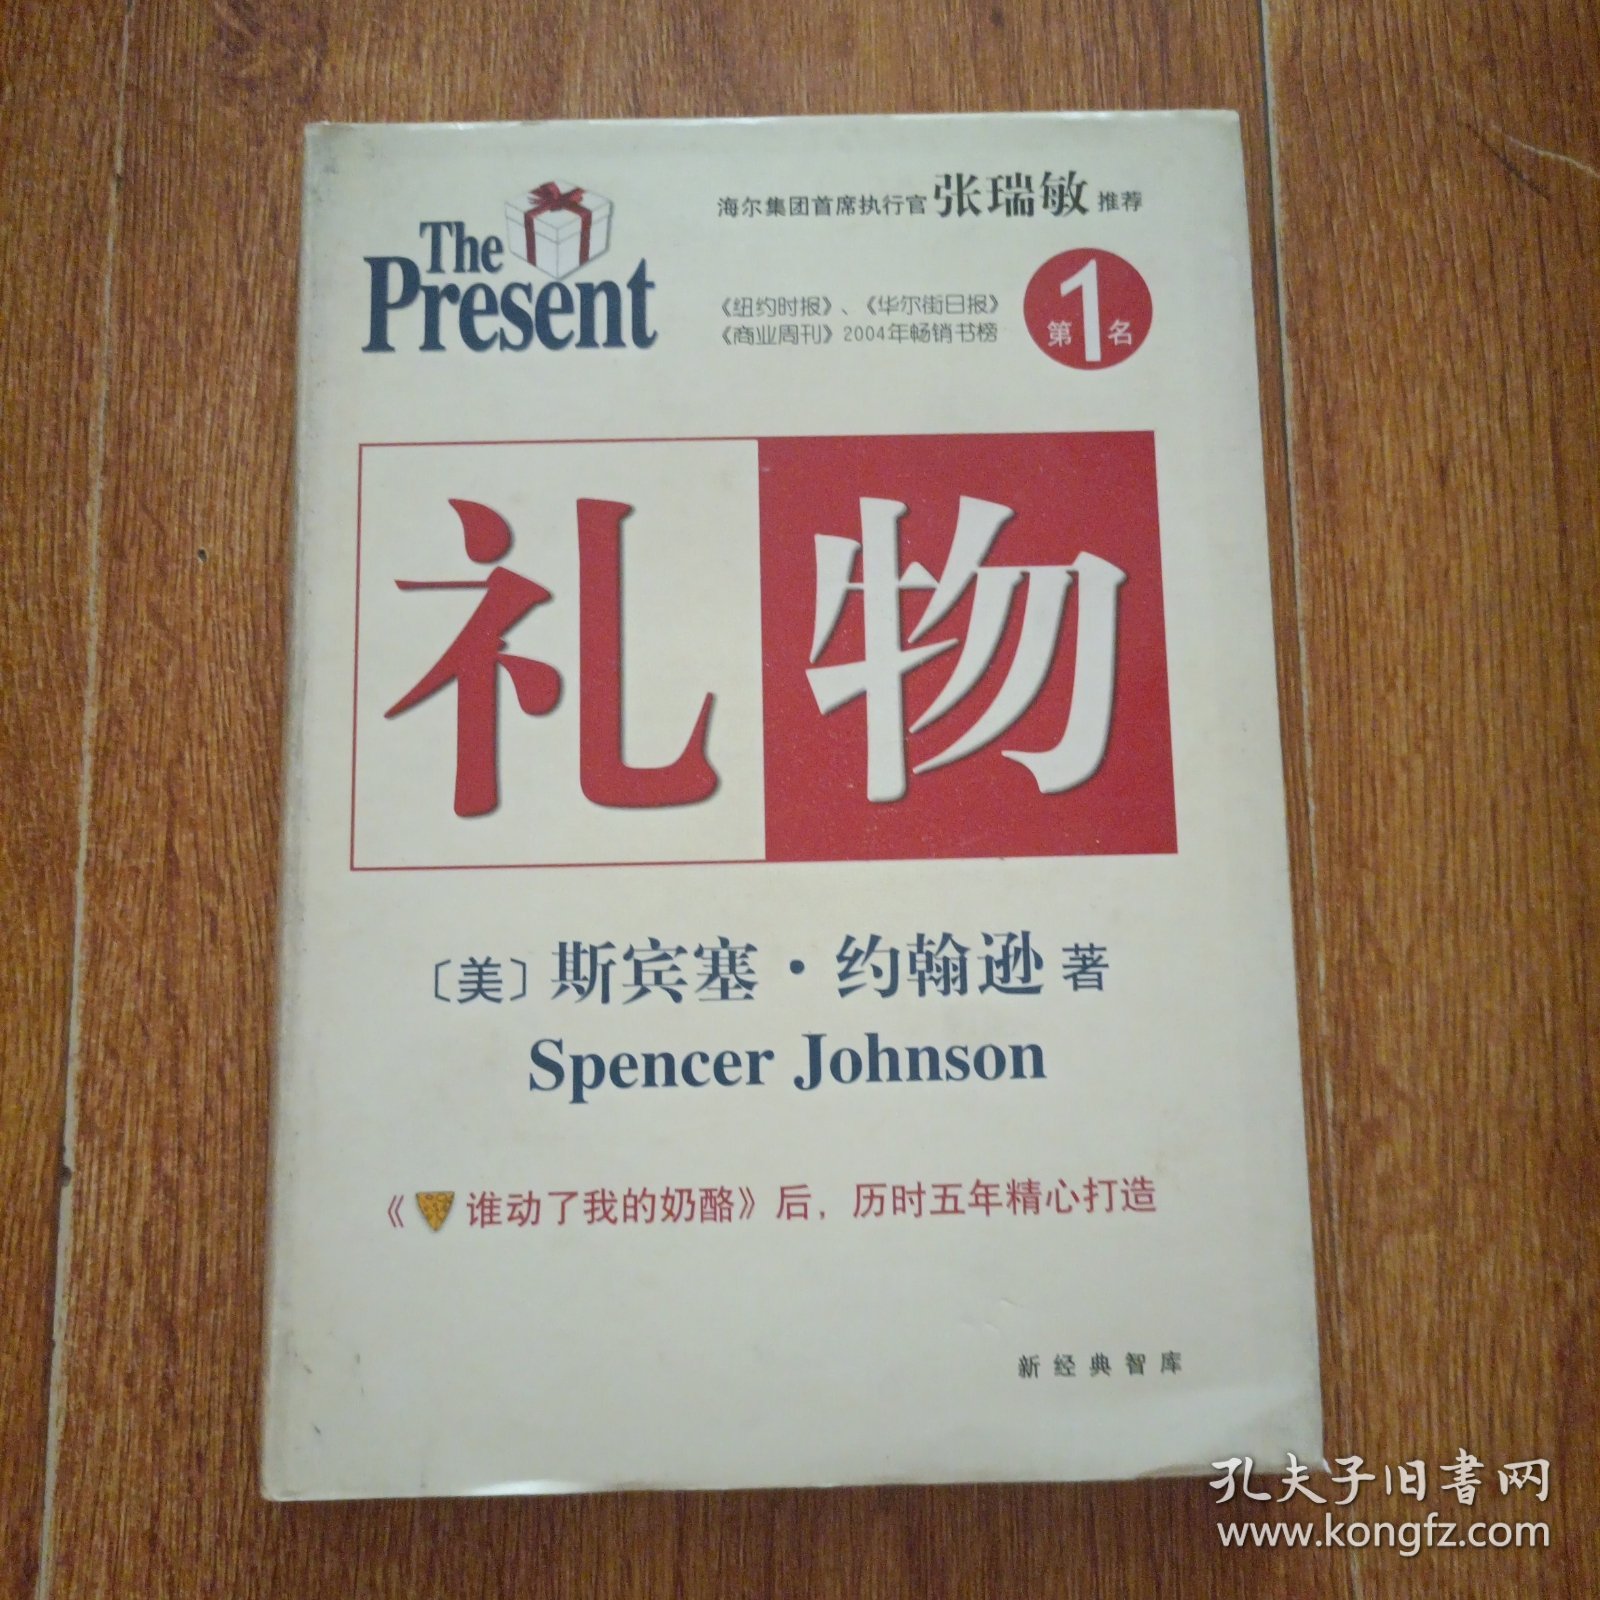 The
Present
海尔集团首席执行官 张瑞敏 推荐
《纽约时报》、《华尔街日报》
《商业周刊》2004年畅销书榜
第1名
礼物
〔美〕斯宾塞·约翰逊 著
Spencer Johnson
《谁动了我的奶酪》后，历时五年精心打造
新经典智库
孔夫子旧書网
www.kongfz.com